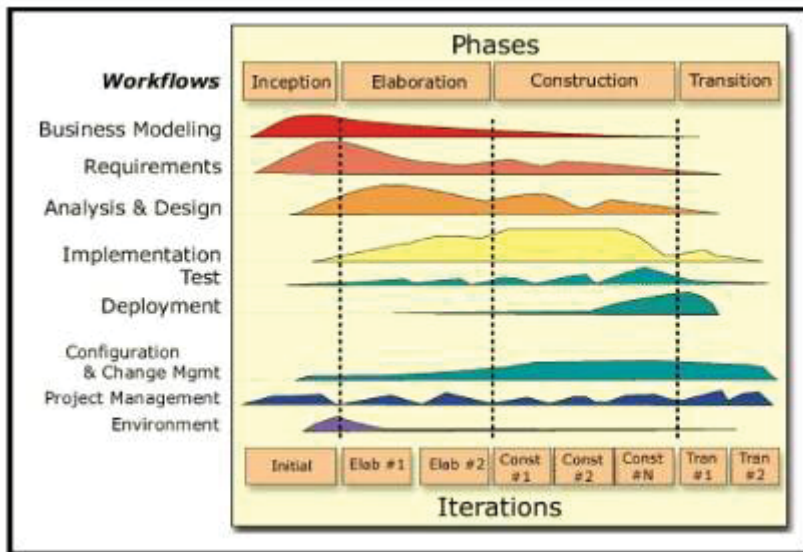 Phases
Workflows
Inception
Elaboration
Construction
Transition
Business Modeling
Requirements
Analysis & Design
Implementation
Test
Deployment
Configuration
& Change Mgmt
Project Management
Environment
Initial
Elab #1
Elab #2
Const
#1
Const
#2
Const
#N
Tran
#1
Tran
#2
Iterations